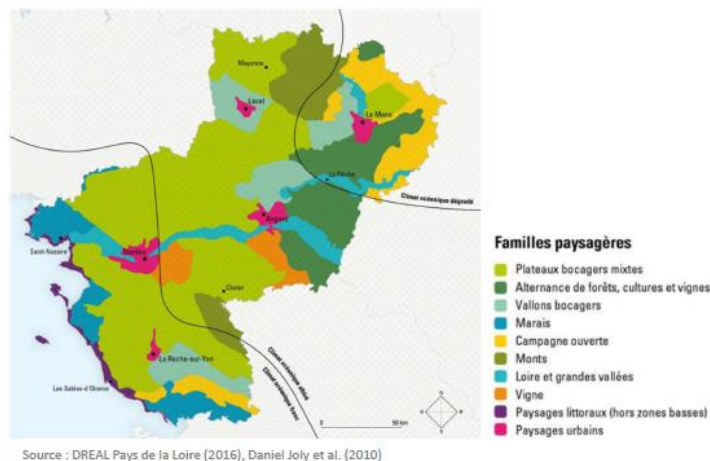 Mayenne
Laval
Le Mans
La Flèche
Climat océanique dégradé
Angers
Saint-Nazaire
Nantes
Cholet
La Roche-sur-Yon
Climat océanique altéré
Climat océanique franc
Les Sables d'Olonne
0
50 km
N
O
E
S
Familles paysagères
Plateaux bocagers mixtes
Alternance de forêts, cultures et vignes
Vallons bocagers
Marais
Campagne ouverte
Monts
Loire et grandes vallées
Vigne
Paysages littoraux (hors zones basses)
Paysages urbains
Source : DREAL Pays de la Loire (2016), Daniel Joly et al. (2010)